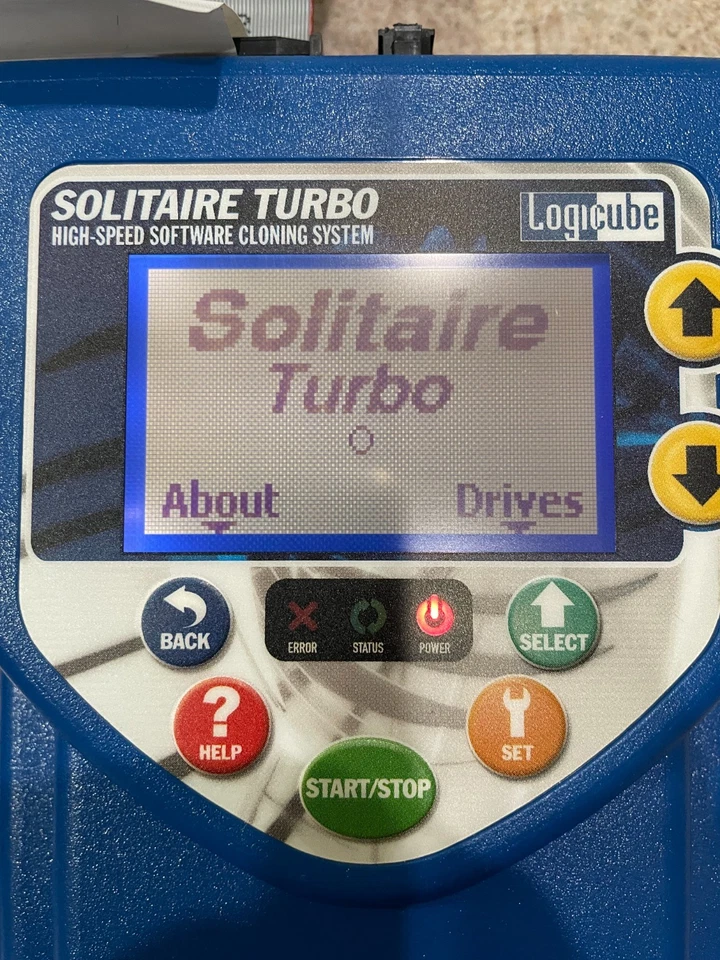 SOLITAIRE TURBO
HIGH-SPEED SOFTWARE CLONING SYSTEM
Logicube
Solitaire
Turbo
About
Drives
BACK
ERROR
STATUS
POWER
SELECT
HELP
SET
START/STOP